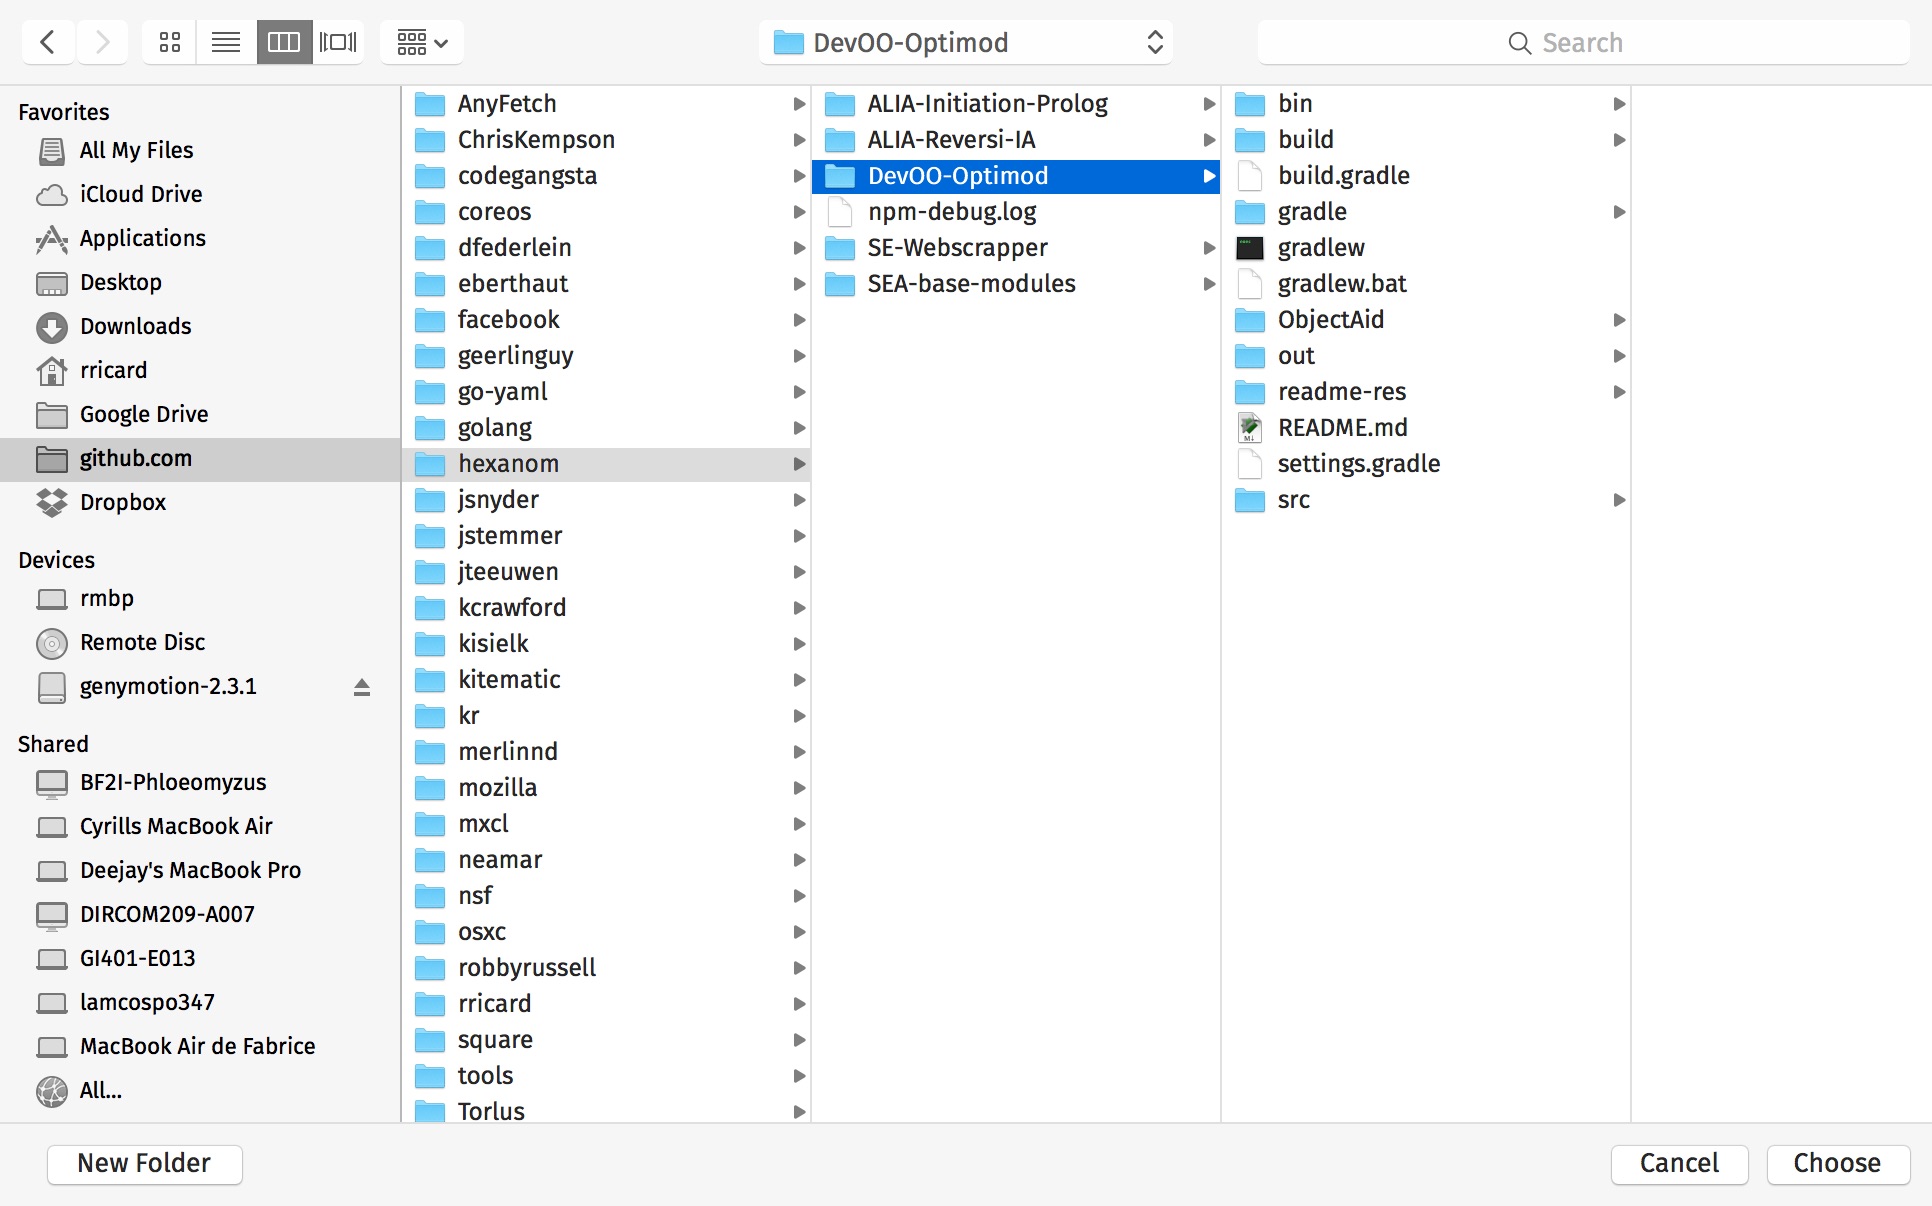 DevOO-Optimod
Search
Favorites
All My Files
iCloud Drive
Applications
Desktop
Downloads
rricard
Google Drive
github.com
Dropbox
Devices
rmbp
Remote Disc
genymotion-2.3.1
Shared
BF2I-Phloeomyzus
Cyrills MacBook Air
Deejay's MacBook Pro
DIRCOM209-A007
GI401-E013
lamcospo347
MacBook Air de Fabrice
All...
AnyFetch
ChrisKempson
codegangsta
coreos
dfederlein
eberthaut
facebook
geerlinguy
go-yaml
golang
hexanom
jsnyder
jstemmer
jteeuwen
kcrawford
kisielk
kitematic
kr
merlinnd
mozilla
mxcl
neamar
nsf
osxc
robbyrussell
rricard
square
tools
Torlus
ALIA-Initiation-Prolog
ALIA-Reversi-IA
DevOO-Optimod
npm-debug.log
SE-Webscrapper
SEA-base-modules
bin
build
build.gradle
gradle
gradlew
gradlew.bat
ObjectAid
out
readme-res
README.md
settings.gradle
src
New Folder
Cancel
Choose